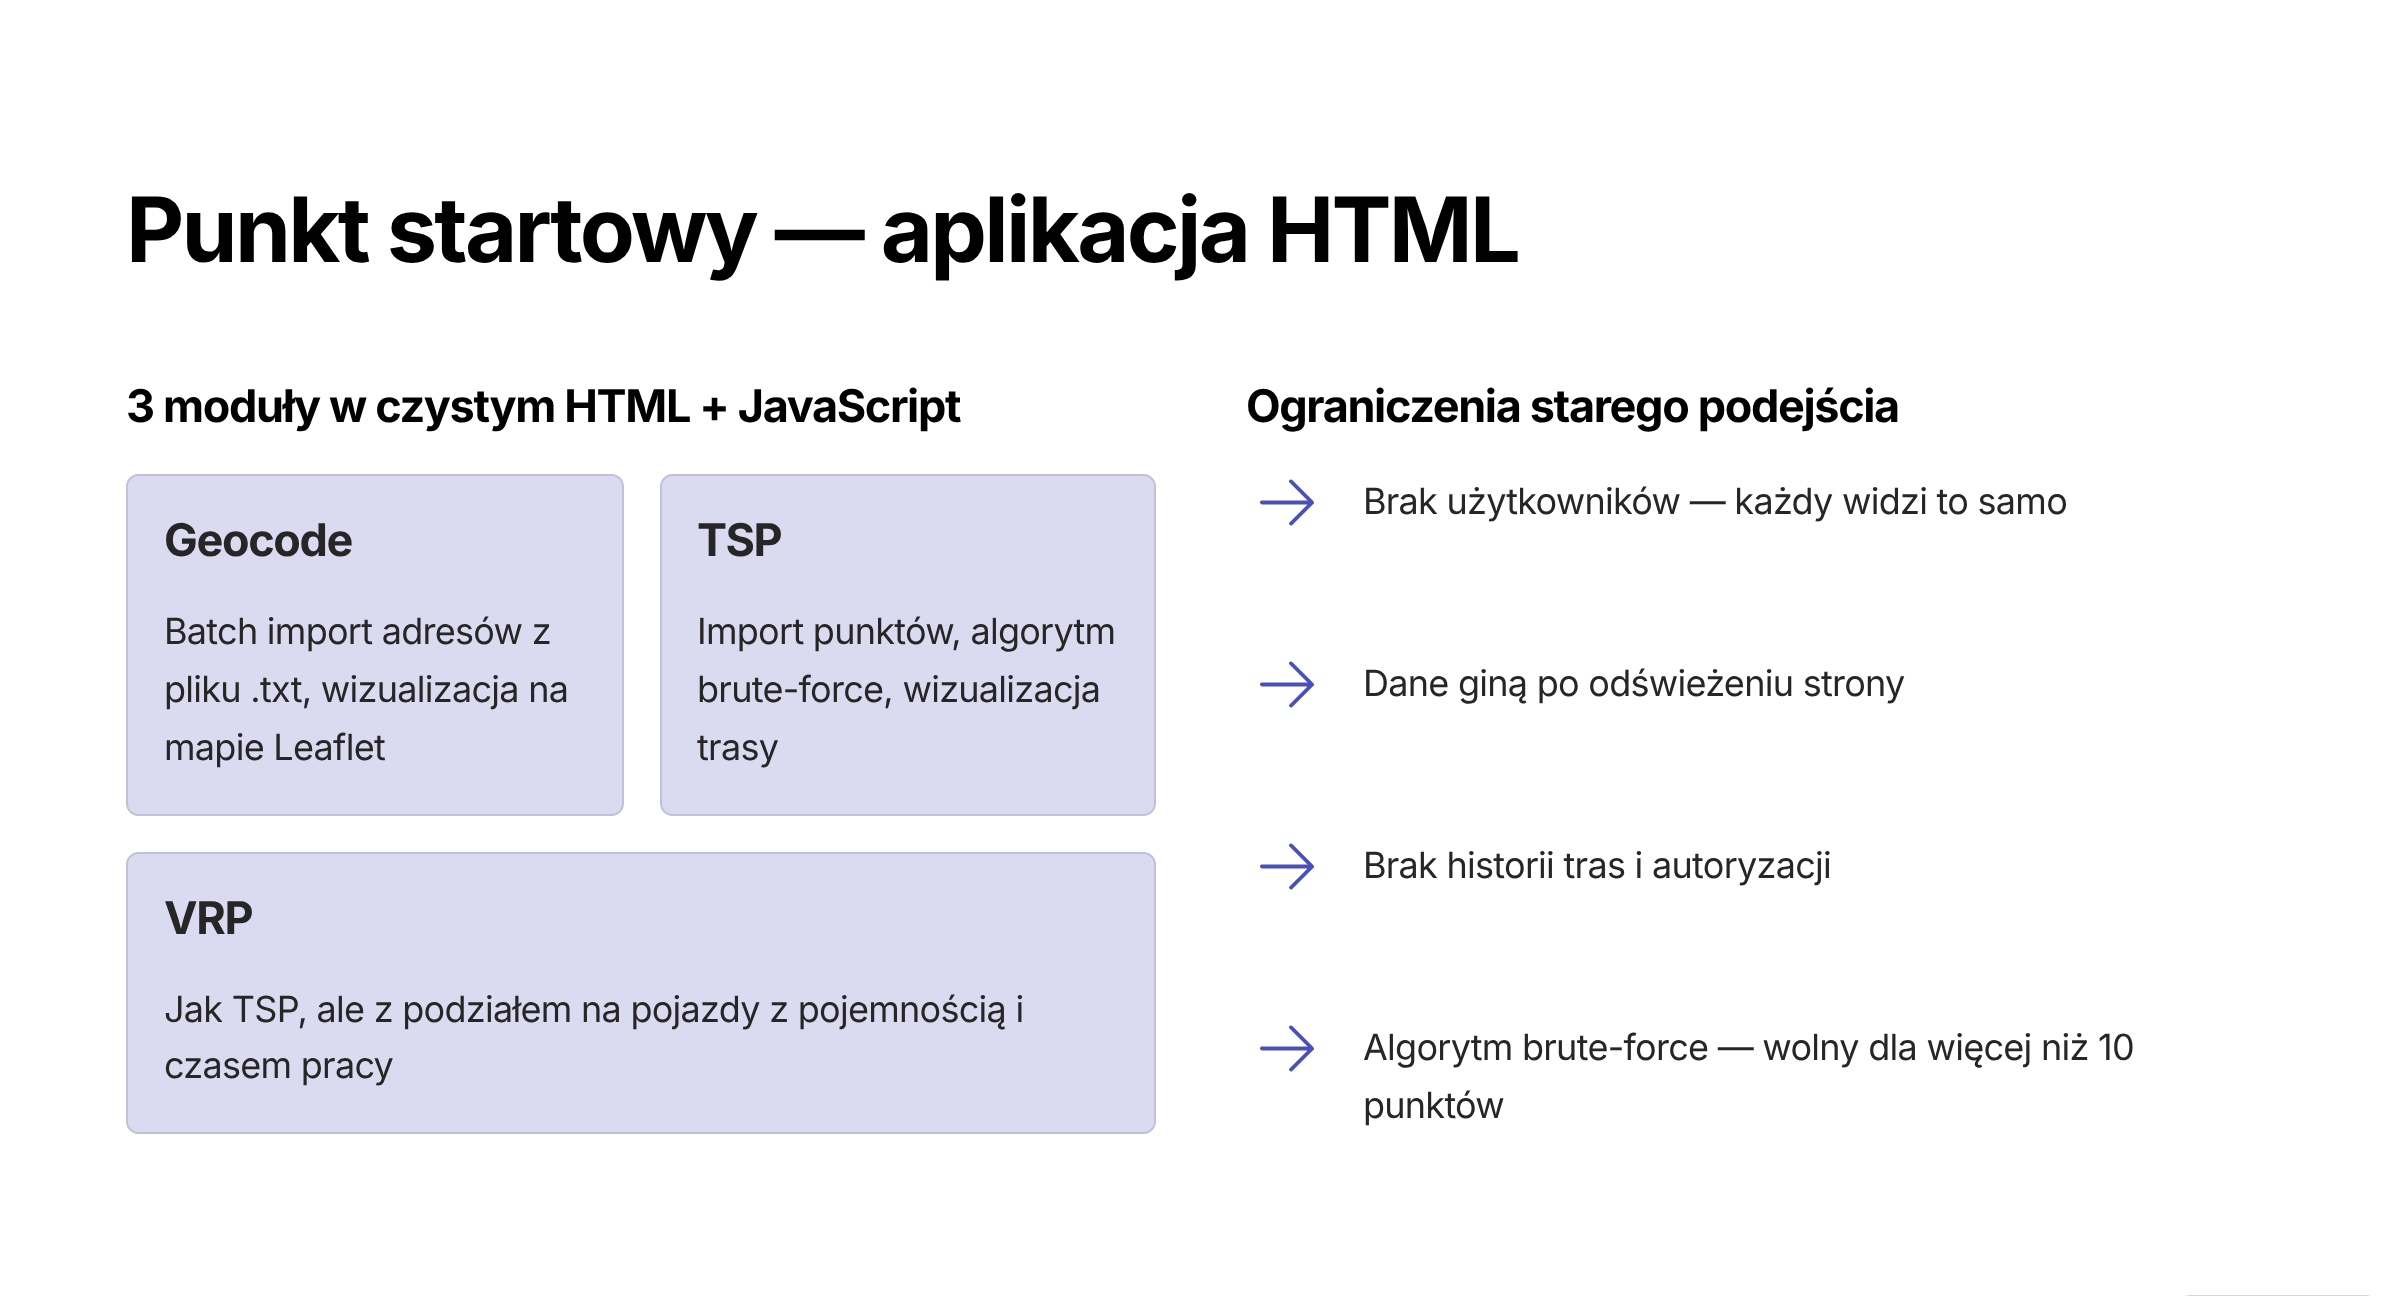 Punkt startowy — aplikacja HTML
3 moduły w czystym HTML + JavaScript
Geocode
Batch import adresów z
pliku .txt, wizualizacja na
mapie Leaflet
TSP
Import punktów, algorytm
brute-force, wizualizacja
trasy
VRP
Jak TSP, ale z podziałem na pojazdy z pojemnością i
czasem pracy
Ograniczenia starego podejścia
Brak użytkowników — każdy widzi to samo
Dane giną po odświeżeniu strony
Brak historii tras i autoryzacji
Algorytm brute-force — wolny dla więcej niż 10
punktów